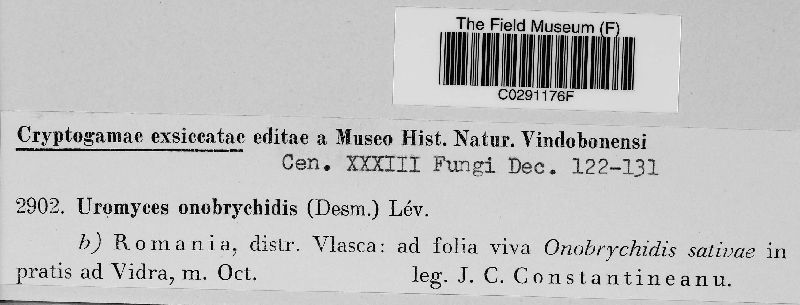 The Field Museum (F)
C0291176F
Cryptogamae exsiccatae editae a Museo Hist. Natur. Vindobonensi
Cen. XXXIII Fungi Dec. 122-131
2902. Uromyces onobrychidis (Desm.) Lév.
b) Romania, distr. Vlasca: ad folia viva Onobrychidis sativae in
pratis ad Vidra, m. Oct. leg. J. C. Constantineanu.